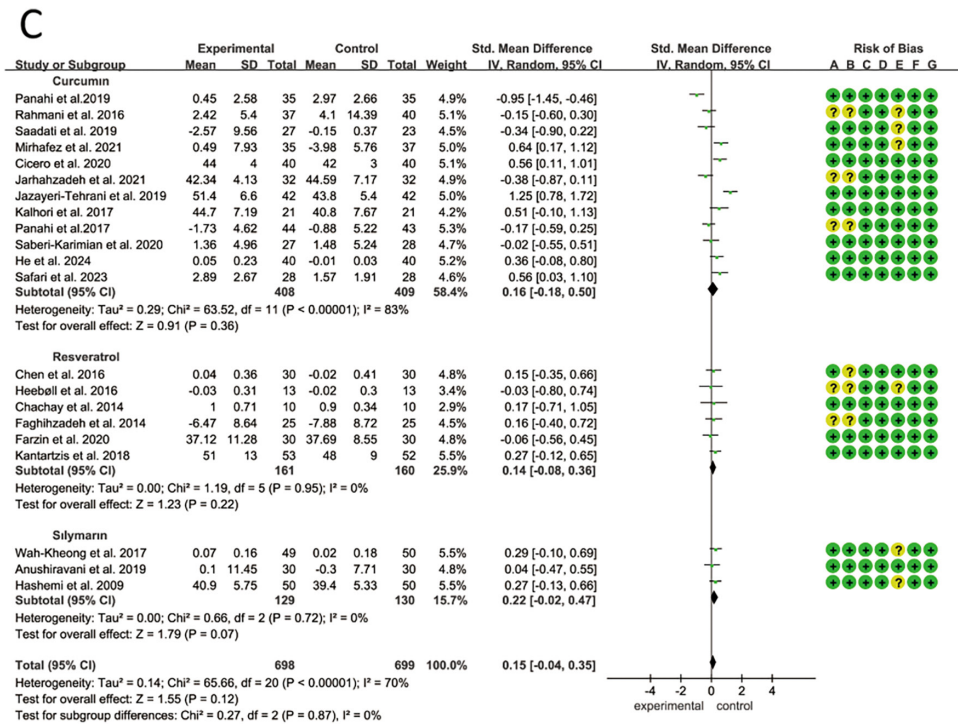 C
Experimental Control Std. Mean Difference Std. Mean Difference Risk of Bias
Study or Subgroup Mean SD Total Mean SD Total Weight IV, Random, 95% CI IV, Random, 95% CI A B C D E F G
Curcumın
Panahi et al.2019 0.45 2.58 35 2.97 2.66 35 4.9% -0.95 [-1.45, -0.46] + + + + + + +
Rahmani et al. 2016 2.42 5.4 37 4.1 14.39 40 5.1% -0.15 [-0.60, 0.30] ? ? + + ? + +
Saadati et al. 2019 -2.57 9.56 27 -0.15 0.37 23 4.5% -0.34 [-0.90, 0.22] + + + + ? + +
Mirhafez et al. 2021 0.49 7.93 35 -3.98 5.76 37 5.0% 0.64 [0.17, 1.12] + + + + ? + +
Cicero et al. 2020 44 4 40 42 3 40 5.2% 0.56 [0.11, 1.01] + + + + + + +
Jarhahzadeh et al. 2021 42.34 4.13 32 44.59 7.17 32 4.9% -0.38 [-0.87, 0.11] ? ? + + + + +
Jazayeri-Tehrani et al. 2019 51.4 6.6 42 43.8 5.4 42 5.0% 1.25 [0.78, 1.72] + + + + + + +
Kalhori et al. 2017 44.7 7.19 21 40.8 7.67 21 4.2% 0.51 [-0.10, 1.13] + + + + + + +
Panahi et al.2017 -1.73 4.62 44 -0.88 5.22 43 5.3% -0.17 [-0.59, 0.25] ? ? + + + + +
Saberi-Karimian et al. 2020 1.36 4.96 27 1.48 5.24 28 4.7% -0.02 [-0.55, 0.51] + + + + + + +
He et al. 2024 0.05 0.23 40 -0.01 0.03 40 5.2% 0.36 [-0.08, 0.80] + + + + + + +
Safari et al. 2023 2.89 2.67 28 1.57 1.91 28 4.6% 0.56 [0.03, 1.10] + + + + + + +
Subtotal (95% CI) 408 409 58.4% 0.16 [-0.18, 0.50]
Heterogeneity: Tau² = 0.29; Chi² = 63.52, df = 11 (P < 0.00001); I² = 83%
Test for overall effect: Z = 0.91 (P = 0.36)
Resveratrol
Chen et al. 2016 0.04 0.36 30 -0.02 0.41 30 4.8% 0.15 [-0.35, 0.66] + ? + + + + +
Heebøll et al. 2016 -0.03 0.31 13 -0.02 0.3 13 3.4% -0.03 [-0.80, 0.74] ? ? + + ? + +
Chachay et al. 2014 1 0.71 10 0.9 0.34 10 2.9% 0.17 [-0.71, 1.05] + + + + + + +
Faghihzadeh et al. 2014 -6.47 8.64 25 -7.88 8.72 25 4.5% 0.16 [-0.40, 0.72] ? ? + + + + +
Farzin et al. 2020 37.12 11.28 30 37.69 8.55 30 4.8% -0.06 [-0.56, 0.45] + + + + + + +
Kantartzis et al. 2018 51 13 53 48 9 52 5.5% 0.27 [-0.12, 0.65] + + + + + + +
Subtotal (95% CI) 161 160 25.9% 0.14 [-0.08, 0.36]
Heterogeneity: Tau² = 0.00; Chi² = 1.19, df = 5 (P = 0.95); I² = 0%
Test for overall effect: Z = 1.23 (P = 0.22)
Sılymarın
Wah-Kheong et al. 2017 0.07 0.16 49 0.02 0.18 50 5.5% 0.29 [-0.10, 0.69] + + + + ? + +
Anushiravani et al. 2019 0.1 11.45 30 -0.3 7.71 30 4.8% 0.04 [-0.47, 0.55] + + + + + + +
Hashemi et al. 2009 40.9 5.75 50 39.4 5.33 50 5.5% 0.27 [-0.13, 0.66] + + + + ? + +
Subtotal (95% CI) 129 130 15.7% 0.22 [-0.02, 0.47]
Heterogeneity: Tau² = 0.00; Chi² = 0.66, df = 2 (P = 0.72); I² = 0%
Test for overall effect: Z = 1.79 (P = 0.07)
Total (95% CI) 698 699 100.0% 0.15 [-0.04, 0.35]
Heterogeneity: Tau² = 0.14; Chi² = 65.66, df = 20 (P < 0.00001); I² = 70%
Test for overall effect: Z = 1.55 (P = 0.12)
Test for subgroup differences: Chi² = 0.27, df = 2 (P = 0.87), I² = 0%
-4 -2 0 2 4
experimental control